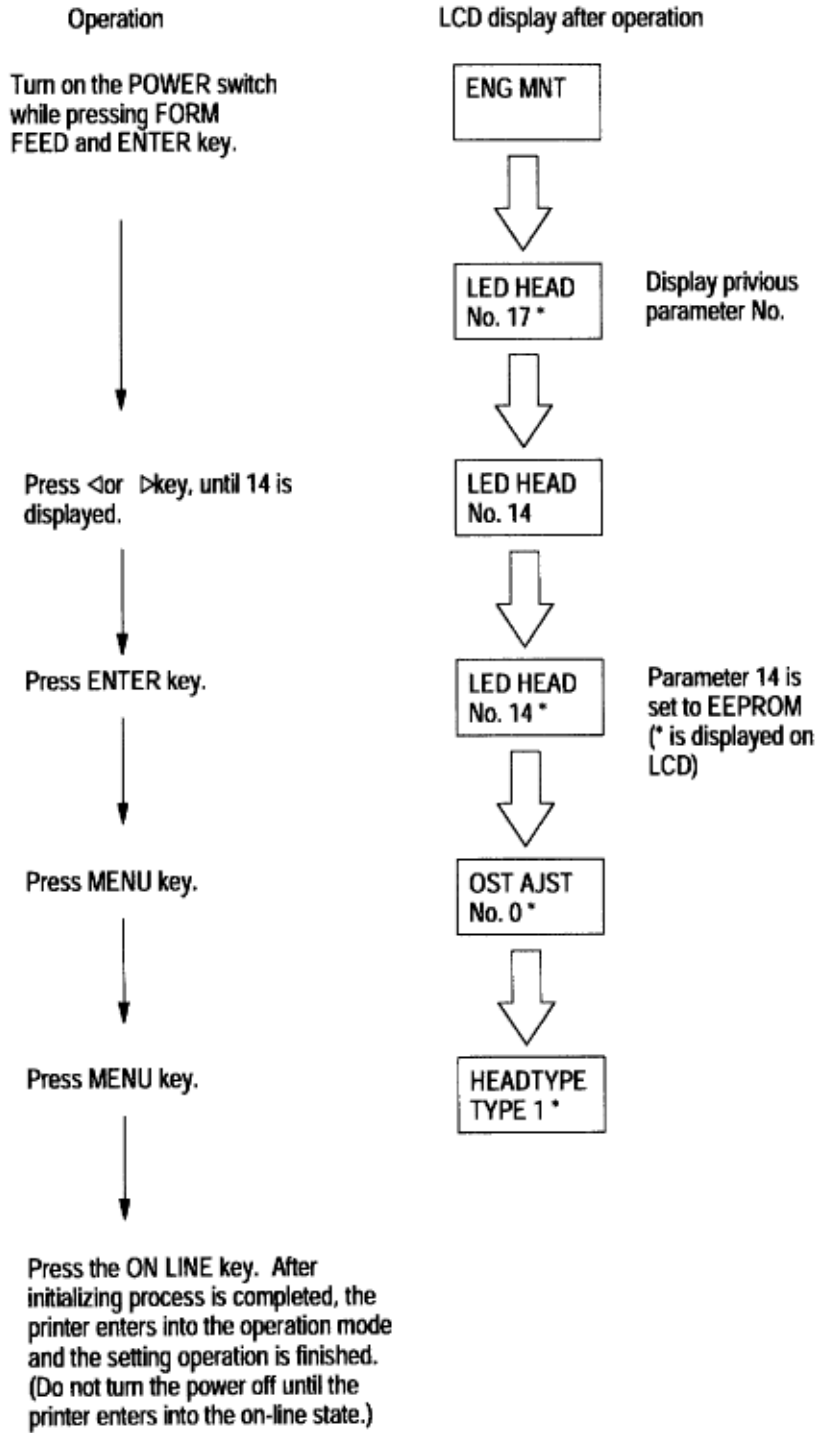 Operation
LCD display after operation
Turn on the POWER switch
while pressing FORM
FEED and ENTER key.
ENG MNT
LED HEAD
No. 17 *
Display privious
parameter No.
Press ◁or ▷key, until 14 is
displayed.
LED HEAD
No. 14
Press ENTER key.
LED HEAD
No. 14 *
Parameter 14 is
set to EEPROM
(* is displayed on
LCD)
Press MENU key.
OST AJST
No. 0 *
Press MENU key.
HEADTYPE
TYPE 1 *
Press the ON LINE key. After
initializing process is completed, the
printer enters into the operation mode
and the setting operation is finished.
(Do not turn the power off until the
printer enters into the on-line state.)